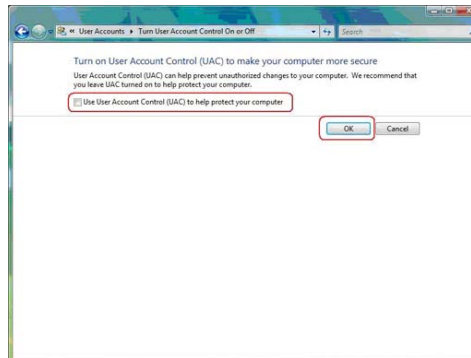 « User Accounts ▸ Turn User Account Control On or Off
Search
Turn on User Account Control (UAC) to make your computer more secure
User Account Control (UAC) can help prevent unauthorized changes to your computer. We recommend that
you leave UAC turned on to help protect your computer.
Use User Account Control (UAC) to help protect your computer
OK
Cancel